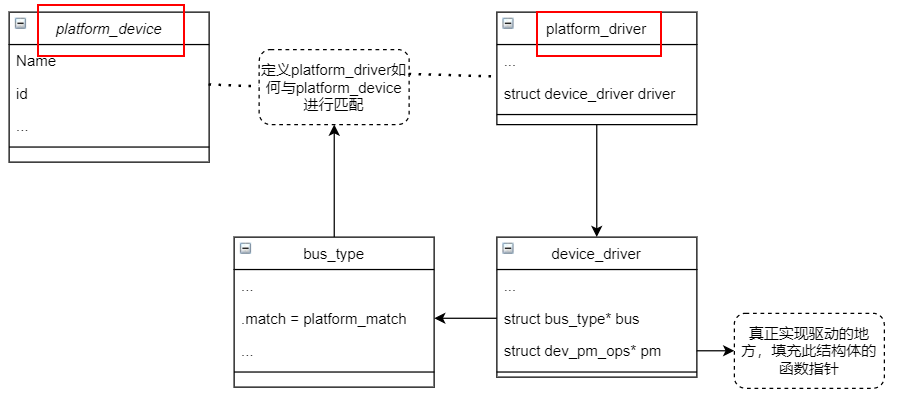 platform_device
Name
id
...
定义platform_driver如
何与platform_device
进行匹配
platform_driver
...
struct device_driver driver
bus_type
...
.match = platform_match
...
device_driver
...
struct bus_type* bus
struct dev_pm_ops* pm
真正实现驱动的地
方，填充此结构体的
函数指针